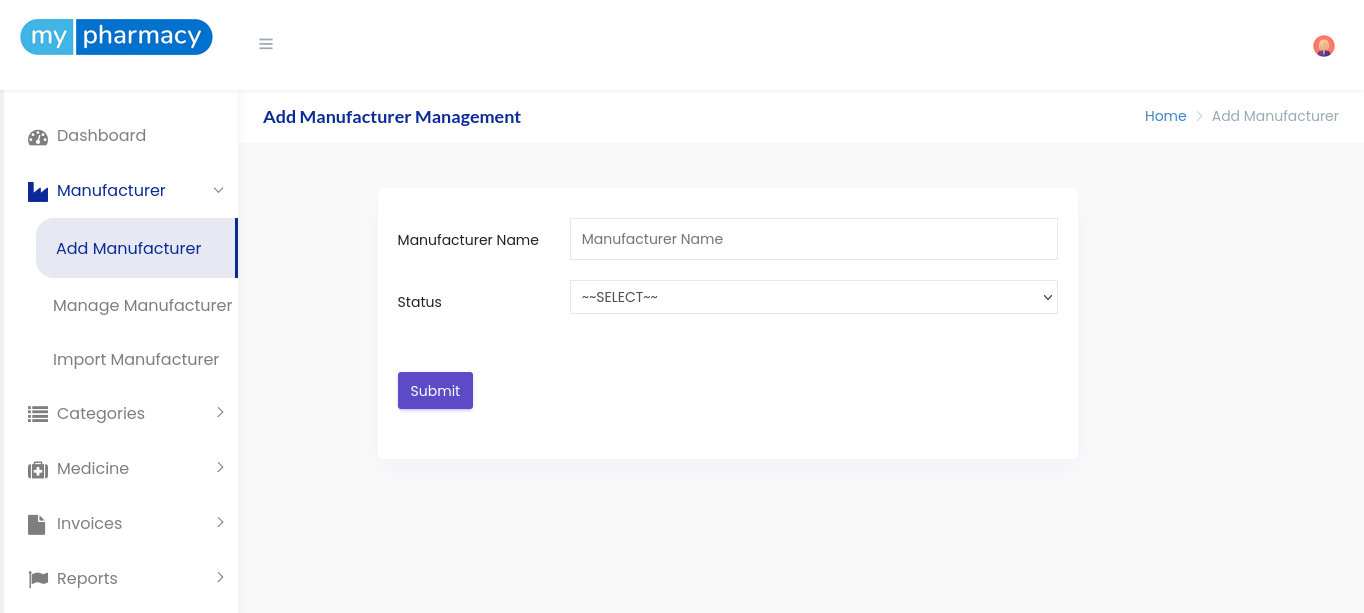 my pharmacy
Add Manufacturer Management
Home > Add Manufacturer
Dashboard
Manufacturer
Add Manufacturer
Manage Manufacturer
Import Manufacturer
Categories
Medicine
Invoices
Reports
Manufacturer Name
Manufacturer Name
Status
~~SELECT~~
Submit